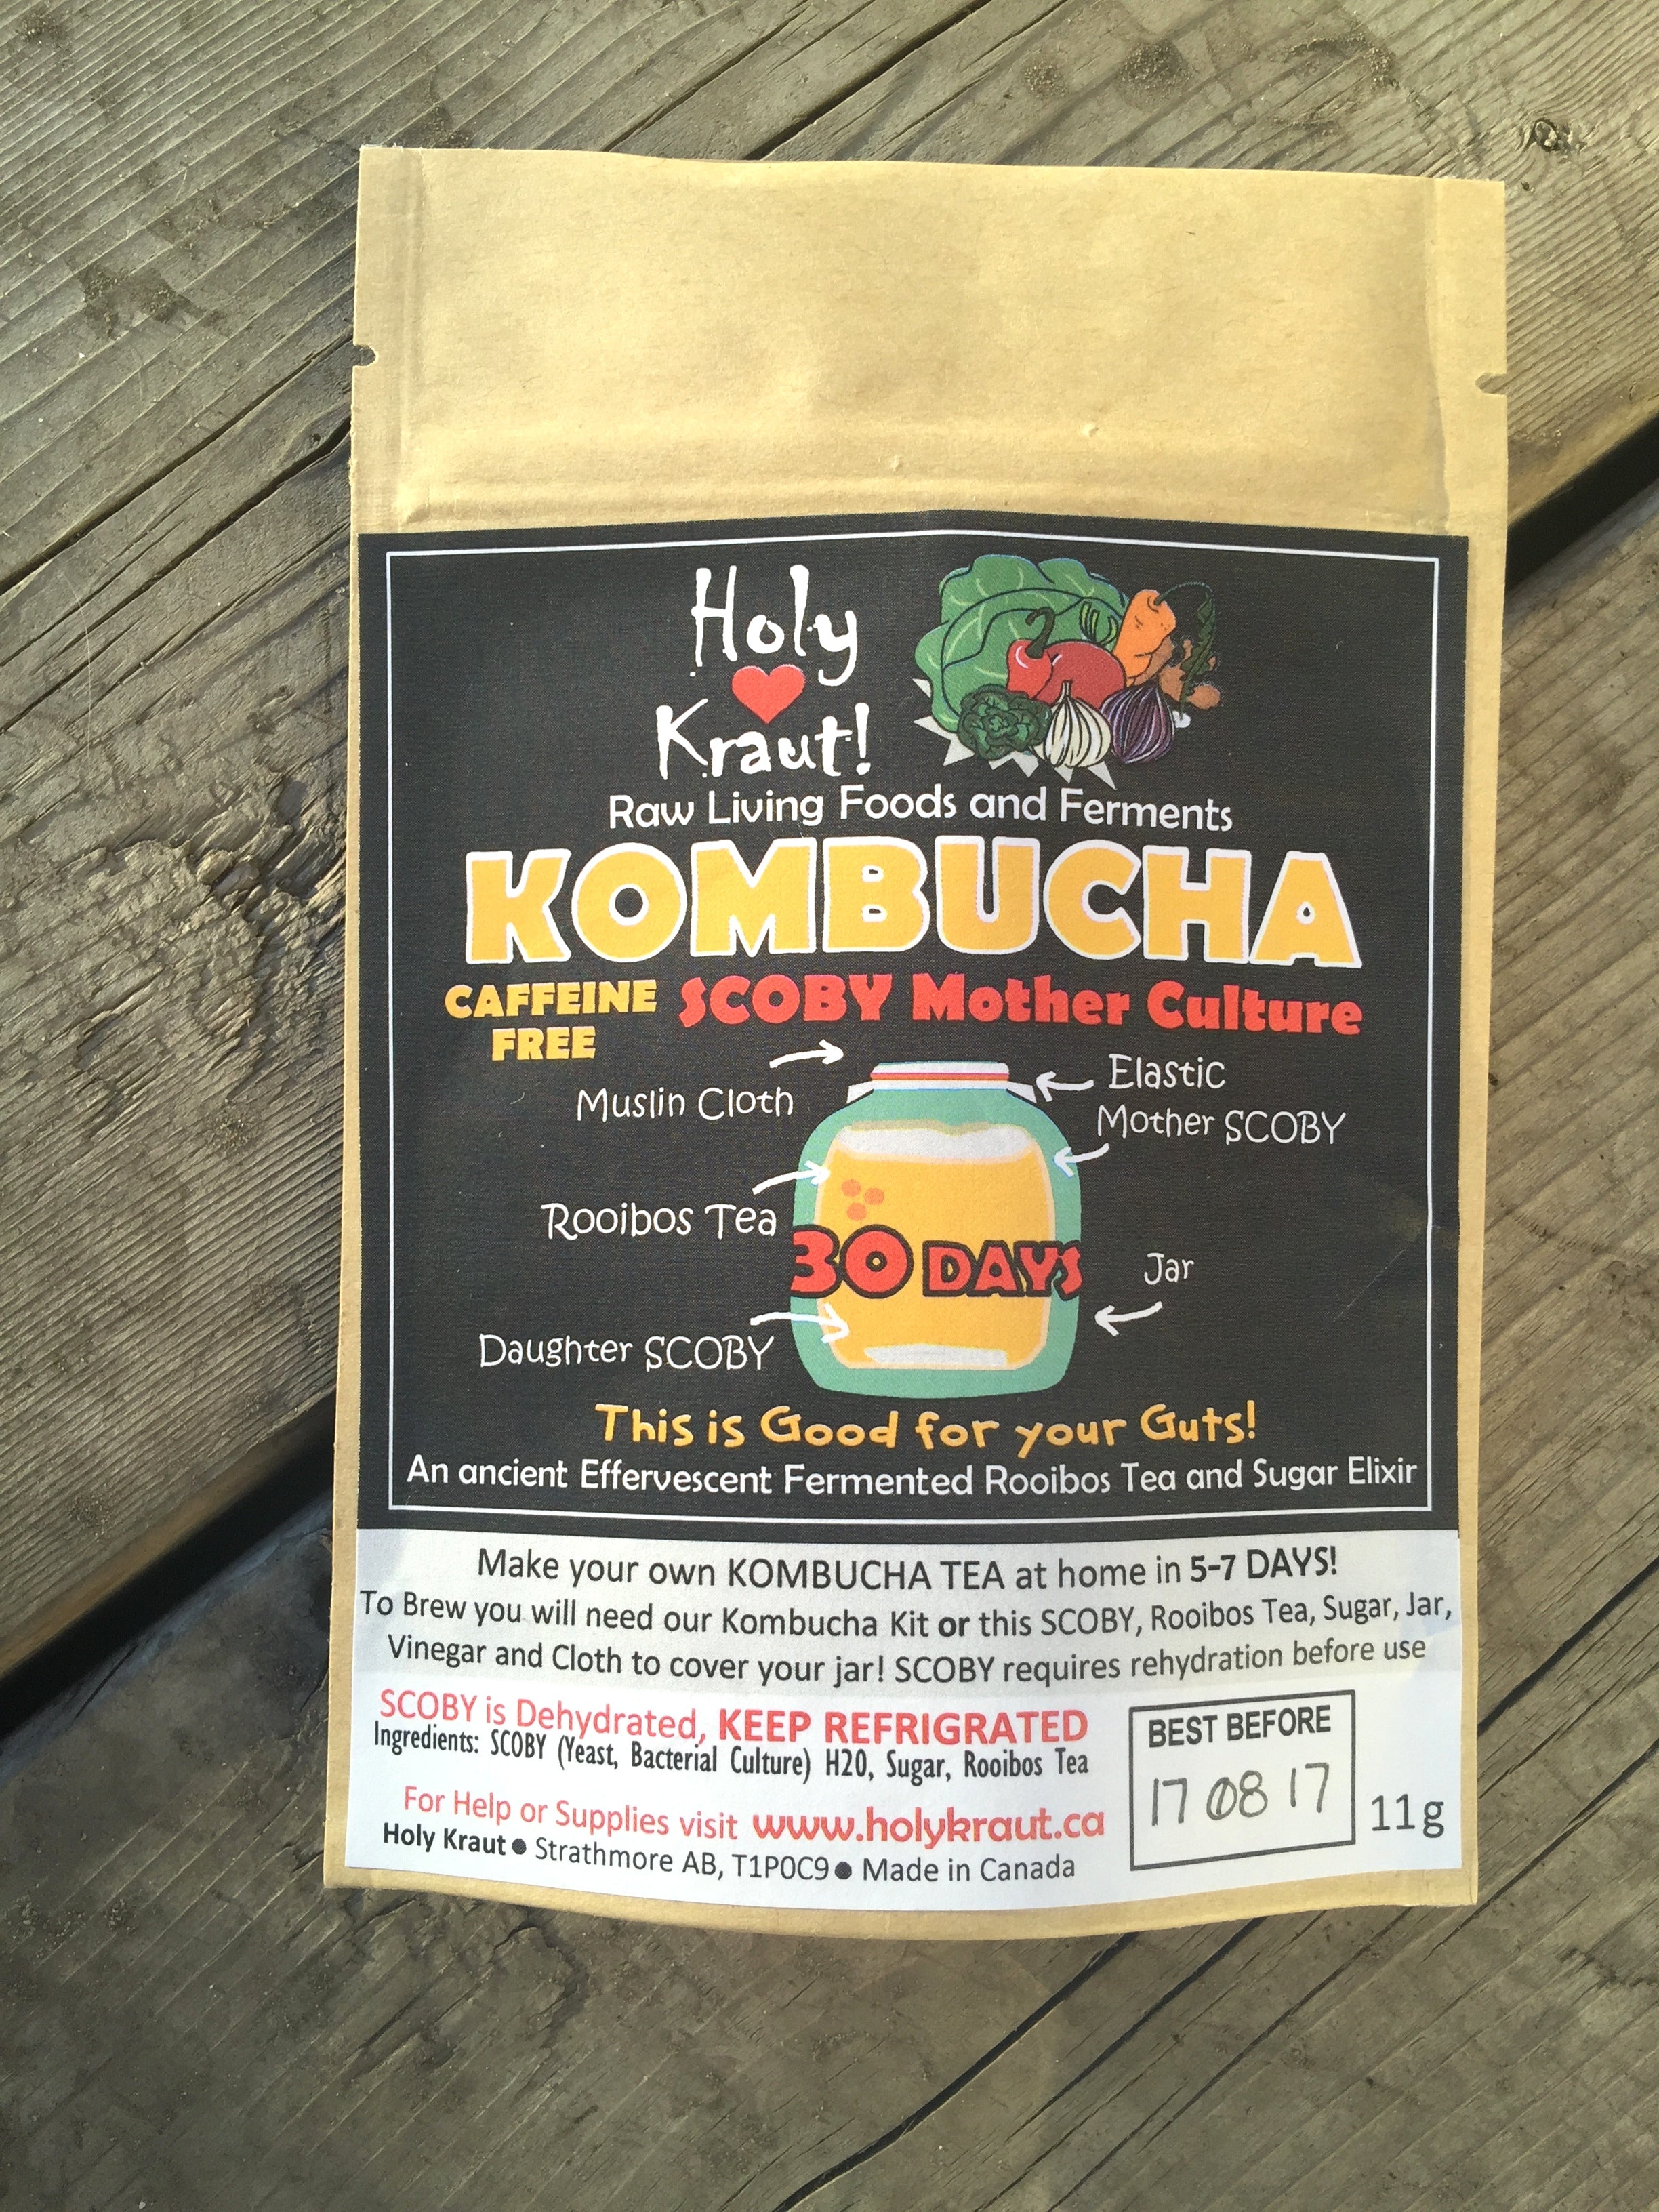 Holy
Kraut!
Raw Living Foods and Ferments
KOMBUCHA
CAFFEINE FREE
SCOBY Mother Culture
Muslin Cloth
Elastic
Mother SCOBY
Rooibos Tea
30 DAYS
Jar
Daughter SCOBY
This is Good for your Guts!
An ancient Effervescent Fermented Rooibos Tea and Sugar Elixir
Make your own KOMBUCHA TEA at home in 5-7 DAYS!
To Brew you will need our Kombucha Kit or this SCOBY, Rooibos Tea, Sugar, Jar,
Vinegar and Cloth to cover your jar! SCOBY requires rehydration before use
SCOBY is Dehydrated, KEEP REFRIGRATED
Ingredients: SCOBY (Yeast, Bacterial Culture) H20, Sugar, Rooibos Tea
For Help or Supplies visit www.holykraut.ca
Holy Kraut ● Strathmore AB, T1P0C9 ● Made in Canada
BEST BEFORE
17 08 17
11g